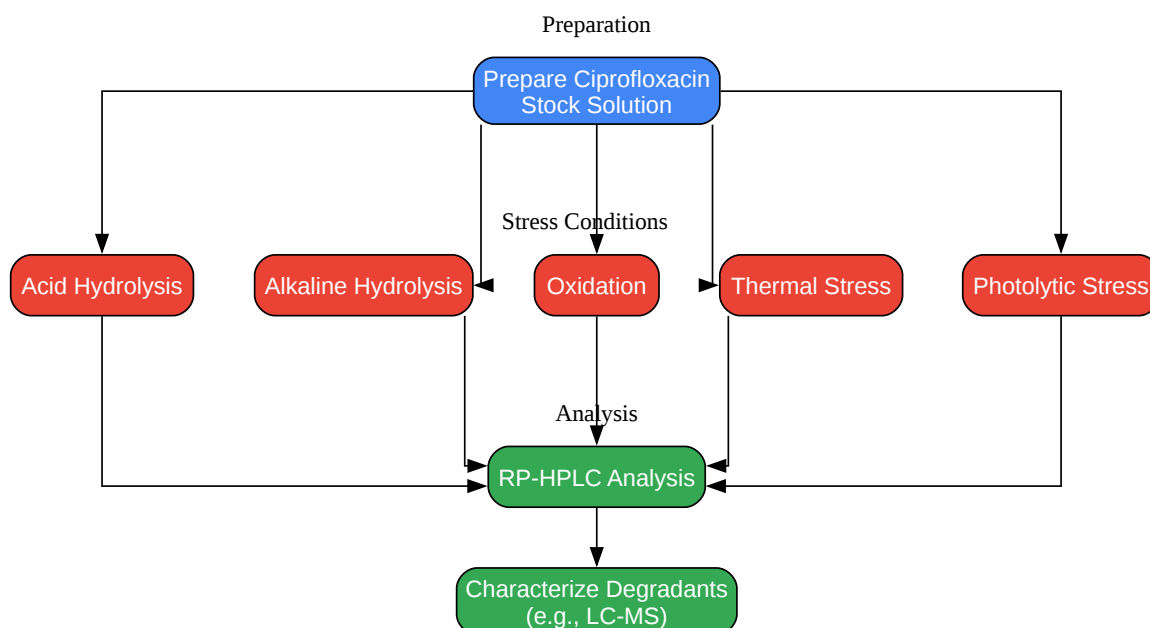 Preparation
Prepare Ciprofloxacin
Stock Solution
Stress Conditions
Acid Hydrolysis
Alkaline Hydrolysis
Oxidation
Thermal Stress
Photolytic Stress
Analysis
RP-HPLC Analysis
Characterize Degradants
(e.g., LC-MS)